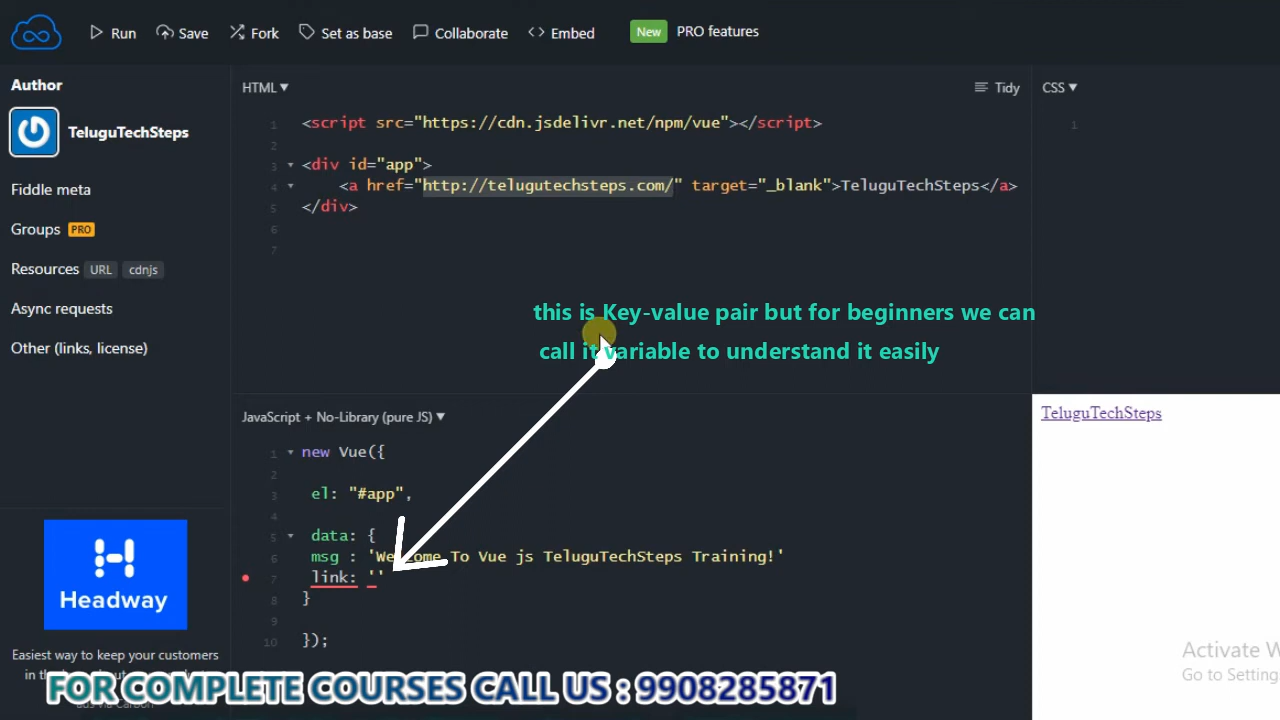 Run Save Fork Set as base Collaborate Embed New PRO features
Author
TeluguTechSteps
Fiddle meta
Groups PRO
Resources URL cdnjs
Async requests
Other (links, license)
Headway
Easiest way to keep your customers
in the
HTML Tidy
1 <script src="https://cdn.jsdelivr.net/npm/vue"></script>
2
3 <div id="app">
4 <a href="http://telugutechsteps.com/" target="_blank">TeluguTechSteps</a>
5 </div>
6
7
CSS
1
this is Key-value pair but for beginners we can
call it variable to understand it easily
JavaScript + No-Library (pure JS)
1 new Vue({
2
3 el: "#app",
4
5 data: {
6 msg : 'Welcome To Vue js TeluguTechSteps Training!'
7 link: ''
8 }
9
10 });
TeluguTechSteps
Activate W
Go to Setting
FOR COMPLETE COURSES CALL US : 9908285871